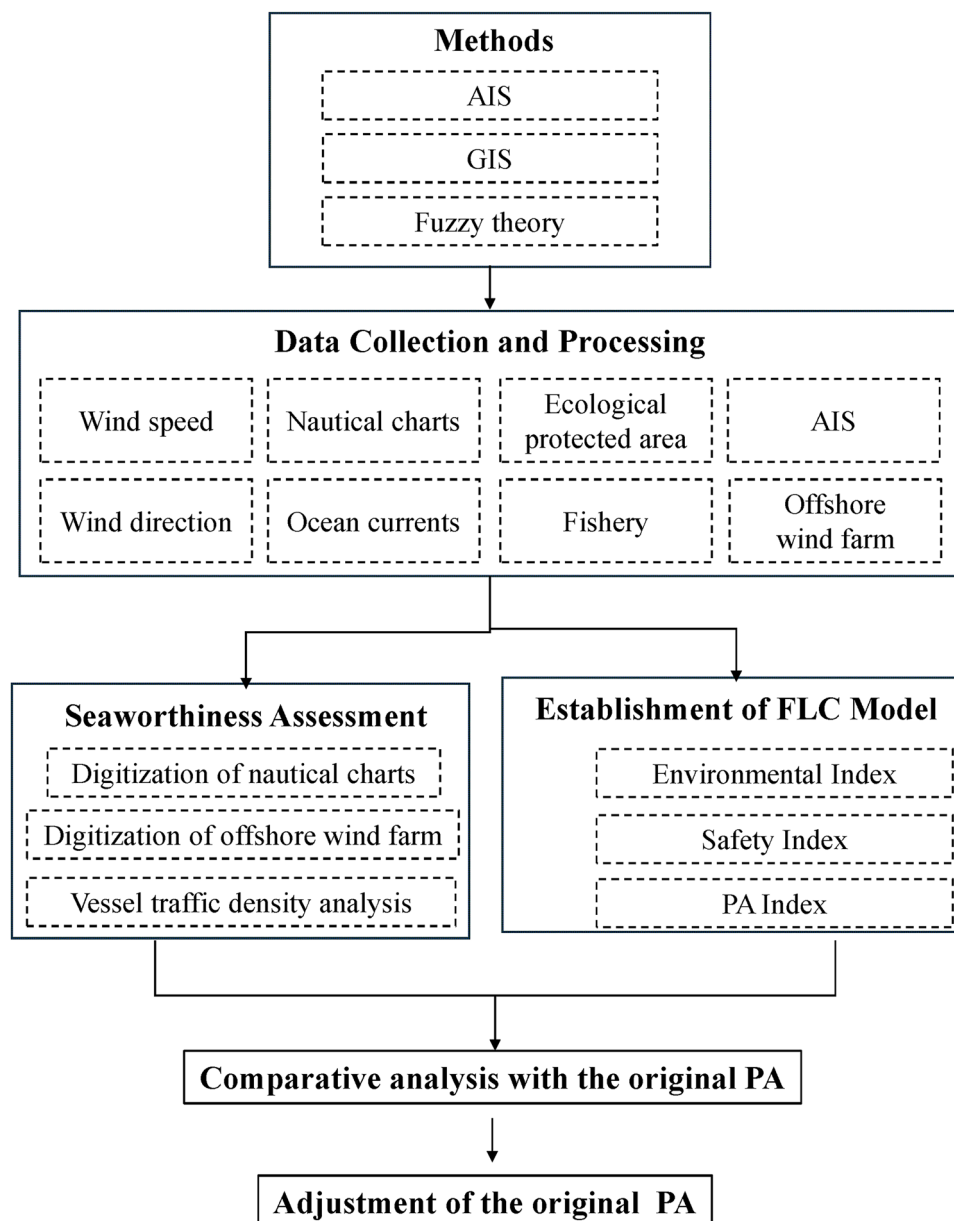 Methods
AIS
GIS
Fuzzy theory
Data Collection and Processing
Wind speed
Nautical charts
Ecological
protected area
AIS
Wind direction
Ocean currents
Fishery
Offshore
wind farm
Seaworthiness Assessment
Digitization of nautical charts
Digitization of offshore wind farm
Vessel traffic density analysis
Establishment of FLC Model
Environmental Index
Safety Index
PA Index
Comparative analysis with the original PA
Adjustment of the original PA